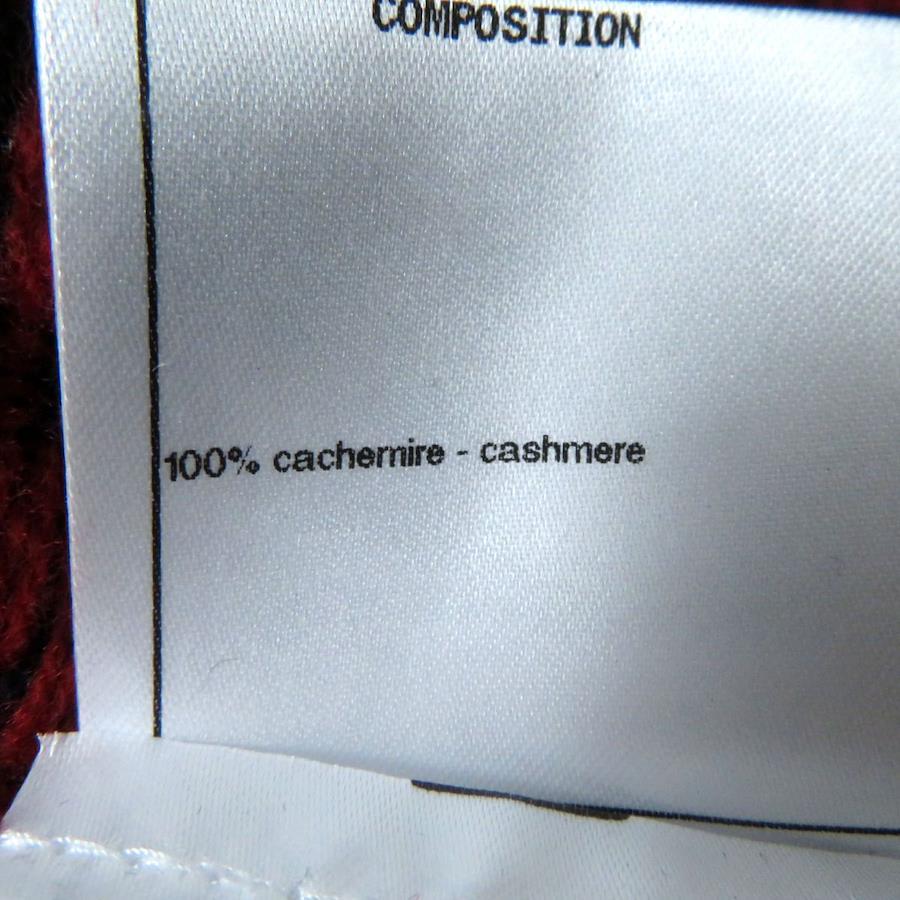 COMPOSITION
100% cachemire - cashmere